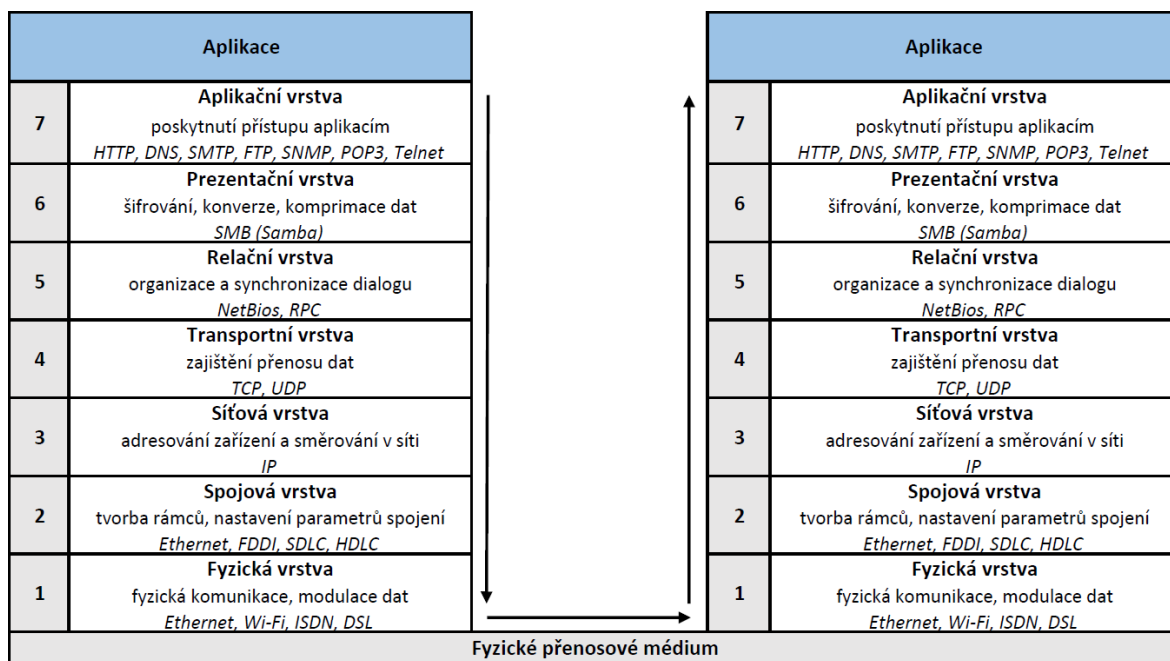 Aplikace
7
Aplikační vrstva
poskytnutí přístupu aplikacím
HTTP, DNS, SMTP, FTP, SNMP, POP3, Telnet
6
Prezentační vrstva
šifrování, konverze, komprimace dat
SMB (Samba)
5
Relační vrstva
organizace a synchronizace dialogu
NetBios, RPC
4
Transportní vrstva
zajištění přenosu dat
TCP, UDP
3
Síťová vrstva
adresování zařízení a směrování v síti
IP
2
Spojová vrstva
tvorba rámců, nastavení parametrů spojení
Ethernet, FDDI, SDLC, HDLC
1
Fyzická vrstva
fyzická komunikace, modulace dat
Ethernet, Wi-Fi, ISDN, DSL
Aplikace
7
Aplikační vrstva
poskytnutí přístupu aplikacím
HTTP, DNS, SMTP, FTP, SNMP, POP3, Telnet
6
Prezentační vrstva
šifrování, konverze, komprimace dat
SMB (Samba)
5
Relační vrstva
organizace a synchronizace dialogu
NetBios, RPC
4
Transportní vrstva
zajištění přenosu dat
TCP, UDP
3
Síťová vrstva
adresování zařízení a směrování v síti
IP
2
Spojová vrstva
tvorba rámců, nastavení parametrů spojení
Ethernet, FDDI, SDLC, HDLC
1
Fyzická vrstva
fyzická komunikace, modulace dat
Ethernet, Wi-Fi, ISDN, DSL
Fyzické přenosové médium